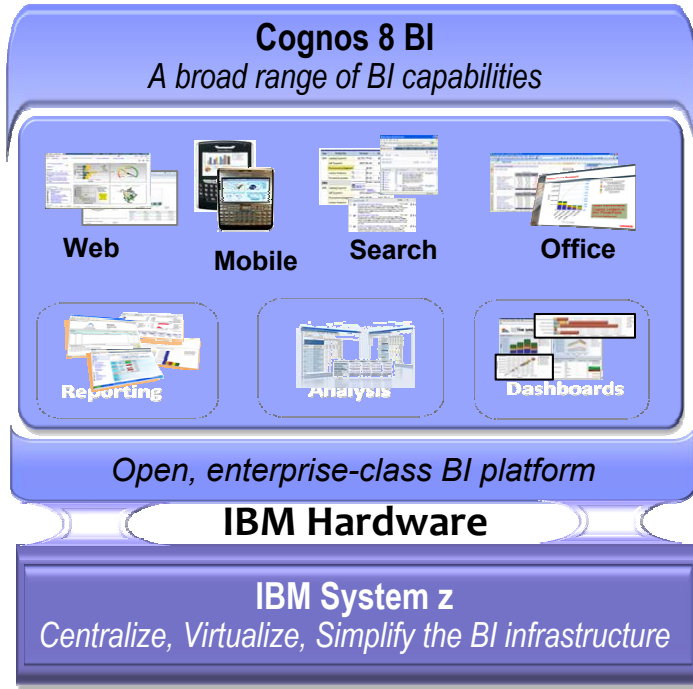 Cognos 8 BI
A broad range of BI capabilities
Web
Mobile
Search
Office
Reporting
Analysis
Dashboards
Open, enterprise-class BI platform
IBM Hardware
IBM System z
Centralize, Virtualize, Simplify the BI infrastructure